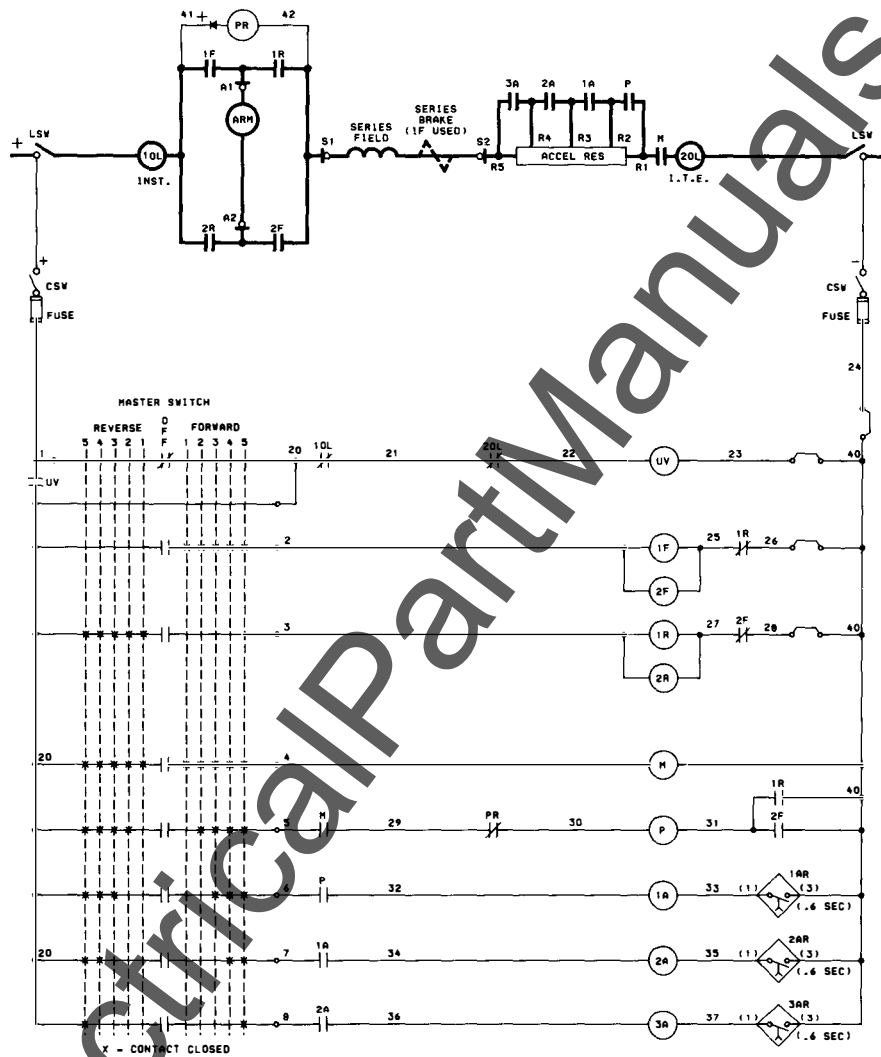 41 + PR 42
1F 1R
3A 2A 1A P
A1
LSW ARM SERIES FIELD SERIES BRAKE (IF USED) LSW
+ S1 S2 R4 R3 R2 M
1OL ACCEL RES 2OL
INST. R5 R1 I.T.E.
A2
2R 2F
+ -
CSW CSW
FUSE FUSE
24
MASTER SWITCH
REVERSE OFF FORWARD
5 4 3 2 1 1 2 3 4 5
1 20 1OL 21 2OL 22 UV 23 40
UV
2 1F 25 1R 26
2F
3 1R 27 2F 28 40
2R
20 4 M
1R 40
5 M 29 PR 30 P 31 2F
6 P 32 1A 33 (1) 1AR (3)
(.6 SEC)
20 7 1A 34 2A 35 (1) 2AR (3)
(.6 SEC)
8 2A 36 3A 37 (1) 3AR (3)
(.6 SEC)
X - CONTACT CLOSED
ctricalPartManuals